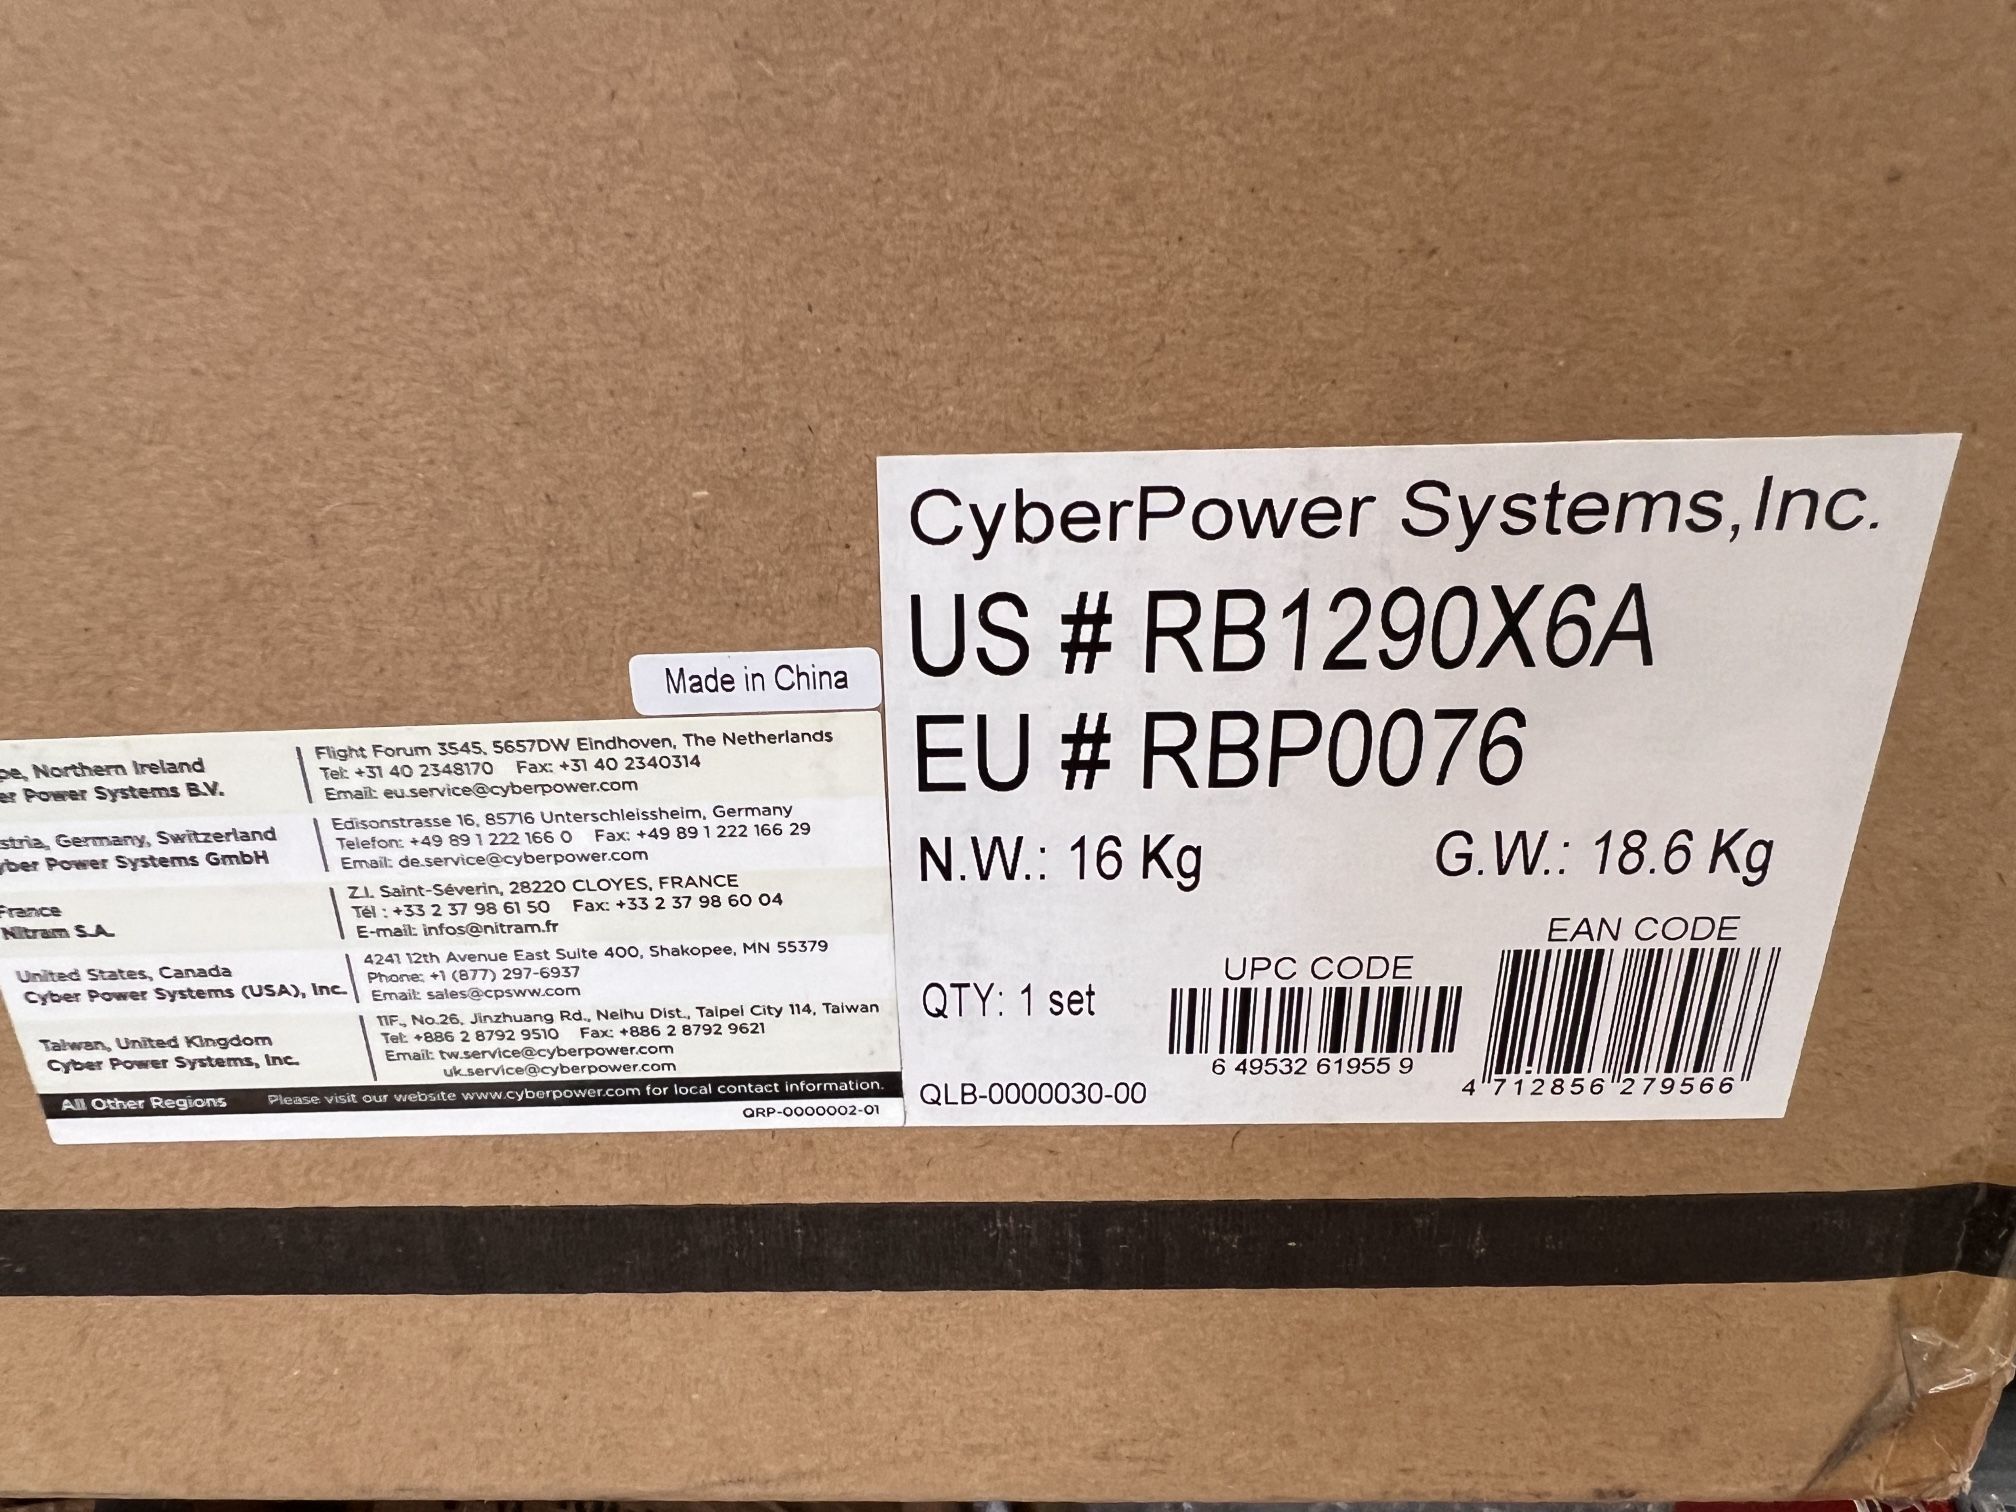 CyberPower Systems,Inc.
US # RB1290X6A
EU # RBP0076
N.W.: 16 Kg G.W.: 18.6 Kg
EAN CODE
UPC CODE
QTY: 1 set
6 49532 61955 9
4 712856 279566
QLB-0000030-00
Made in China
Northern Ireland
Power Systems B.V.
Flight Forum 3545, 5657DW Eindhoven, The Netherlands
Tel: +31 40 2348170 Fax: +31 40 2340314
Email: eu.service@cyberpower.com
Germany, Switzerland
Power Systems GmbH
Edisonstrasse 16, 85716 Unterschleissheim, Germany
Telefon: +49 89 1 222 166 0 Fax: +49 89 1 222 166 29
Email: de.service@cyberpower.com
France
Nitram S.A.
Z.I. Saint-Séverin, 28220 CLOYES, FRANCE
Tél : +33 2 37 98 61 50 Fax: +33 2 37 98 60 04
E-mail: infos@nitram.fr
United States, Canada
Cyber Power Systems (USA), Inc.
4241 12th Avenue East Suite 400, Shakopee, MN 55379
Phone: +1 (877) 297-6937
Email: sales@cpsww.com
Taiwan, United Kingdom
Cyber Power Systems, Inc.
11F., No.26, Jinzhuang Rd., Neihu Dist., Taipei City 114, Taiwan
Tel: +886 2 8792 9510 Fax: +886 2 8792 9621
Email: tw.service@cyberpower.com
uk.service@cyberpower.com
All Other Regions Please visit our website www.cyberpower.com for local contact information.
QRP-0000002-01